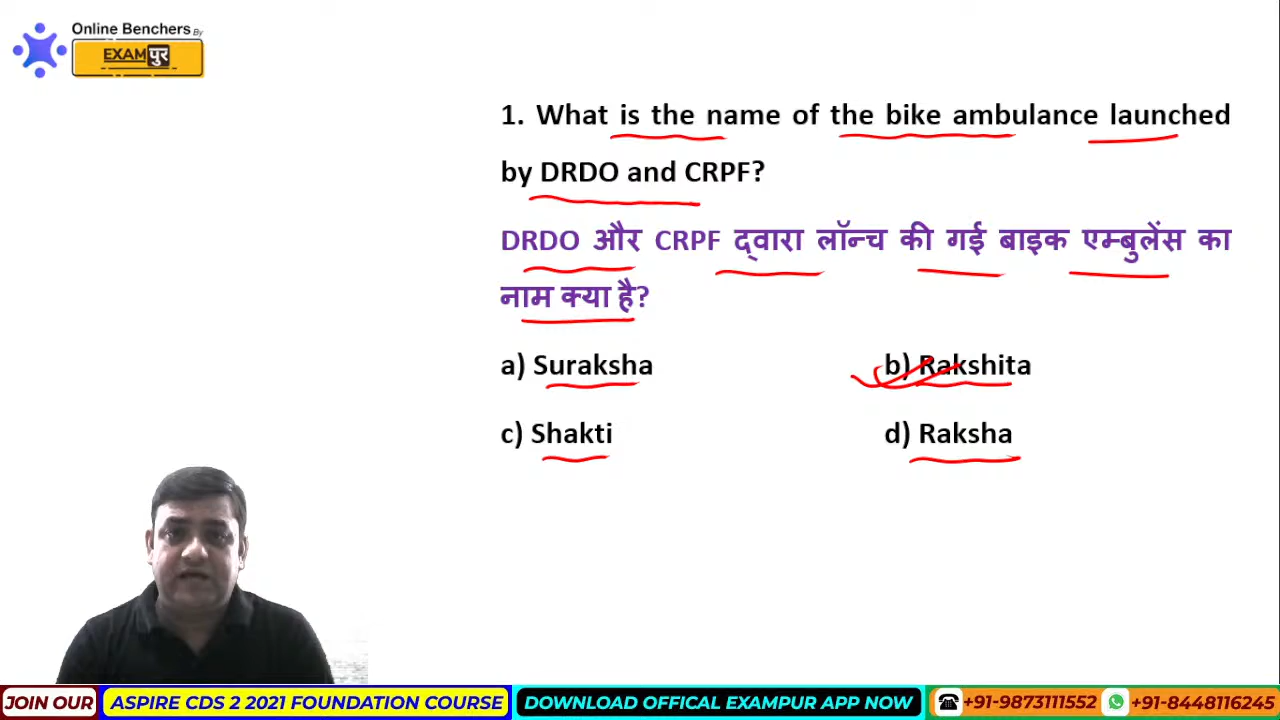 Online Benchers By
EXAMपुर
1. What is the name of the bike ambulance launched
by DRDO and CRPF?
DRDO और CRPF द्वारा लॉन्च की गई बाइक एम्बुलेंस का
नाम क्या है?
a) Suraksha
b) Rakshita
c) Shakti
d) Raksha
JOIN OUR
ASPIRE CDS 2 2021 FOUNDATION COURSE
DOWNLOAD OFFICAL EXAMPUR APP NOW
+91-9873111552
+91-8448116245